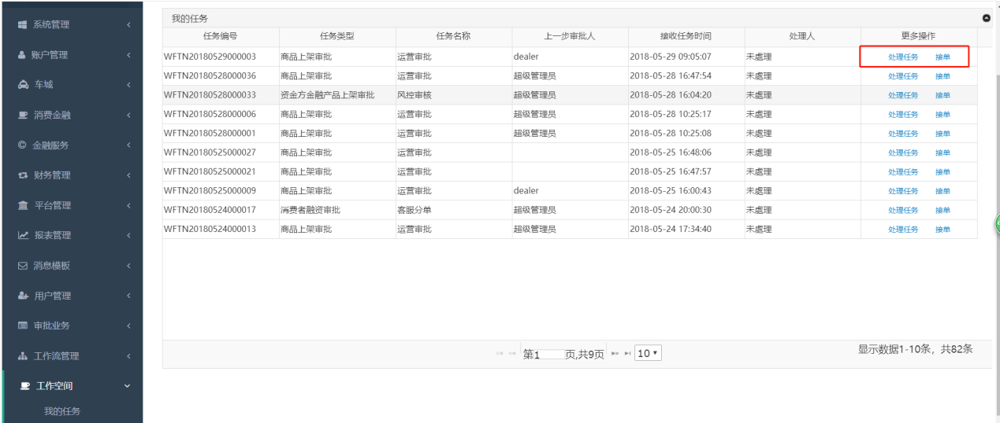 系统管理
账户管理
车城
消费金融
金融服务
财务管理
平台管理
报表管理
消息模板
用户管理
审批业务
工作流管理
工作空间
我的任务
我的任务
任务编号 任务类型 任务名称 上一步审批人 接收任务时间 处理人 更多操作
WFTN20180529000003 商品上架审批 运营审批 dealer 2018-05-29 09:05:07 未處理 处理任务 接单
WFTN20180528000036 商品上架审批 运营审批 超级管理员 2018-05-28 16:47:54 未處理 处理任务 接单
WFTN20180528000033 资金方金融产品上架审批 风控审核 超级管理员 2018-05-28 16:04:20 未處理 处理任务 接单
WFTN20180528000006 商品上架审批 运营审批 超级管理员 2018-05-28 10:25:17 未處理 处理任务 接单
WFTN20180528000001 商品上架审批 运营审批 超级管理员 2018-05-28 10:25:08 未處理 处理任务 接单
WFTN20180525000027 商品上架审批 运营审批 2018-05-25 16:48:06 未處理 处理任务 接单
WFTN20180525000021 商品上架审批 运营审批 2018-05-25 16:47:57 未處理 处理任务 接单
WFTN20180525000009 商品上架审批 运营审批 dealer 2018-05-25 16:00:43 未處理 处理任务 接单
WFTN20180524000017 消费者融资审批 客服分单 超级管理员 2018-05-24 20:00:30 未處理 处理任务 接单
WFTN20180524000013 商品上架审批 运营审批 超级管理员 2018-05-24 17:34:40 未處理 处理任务 接单
第1 页,共9页 10 显示数据1-10条，共82条